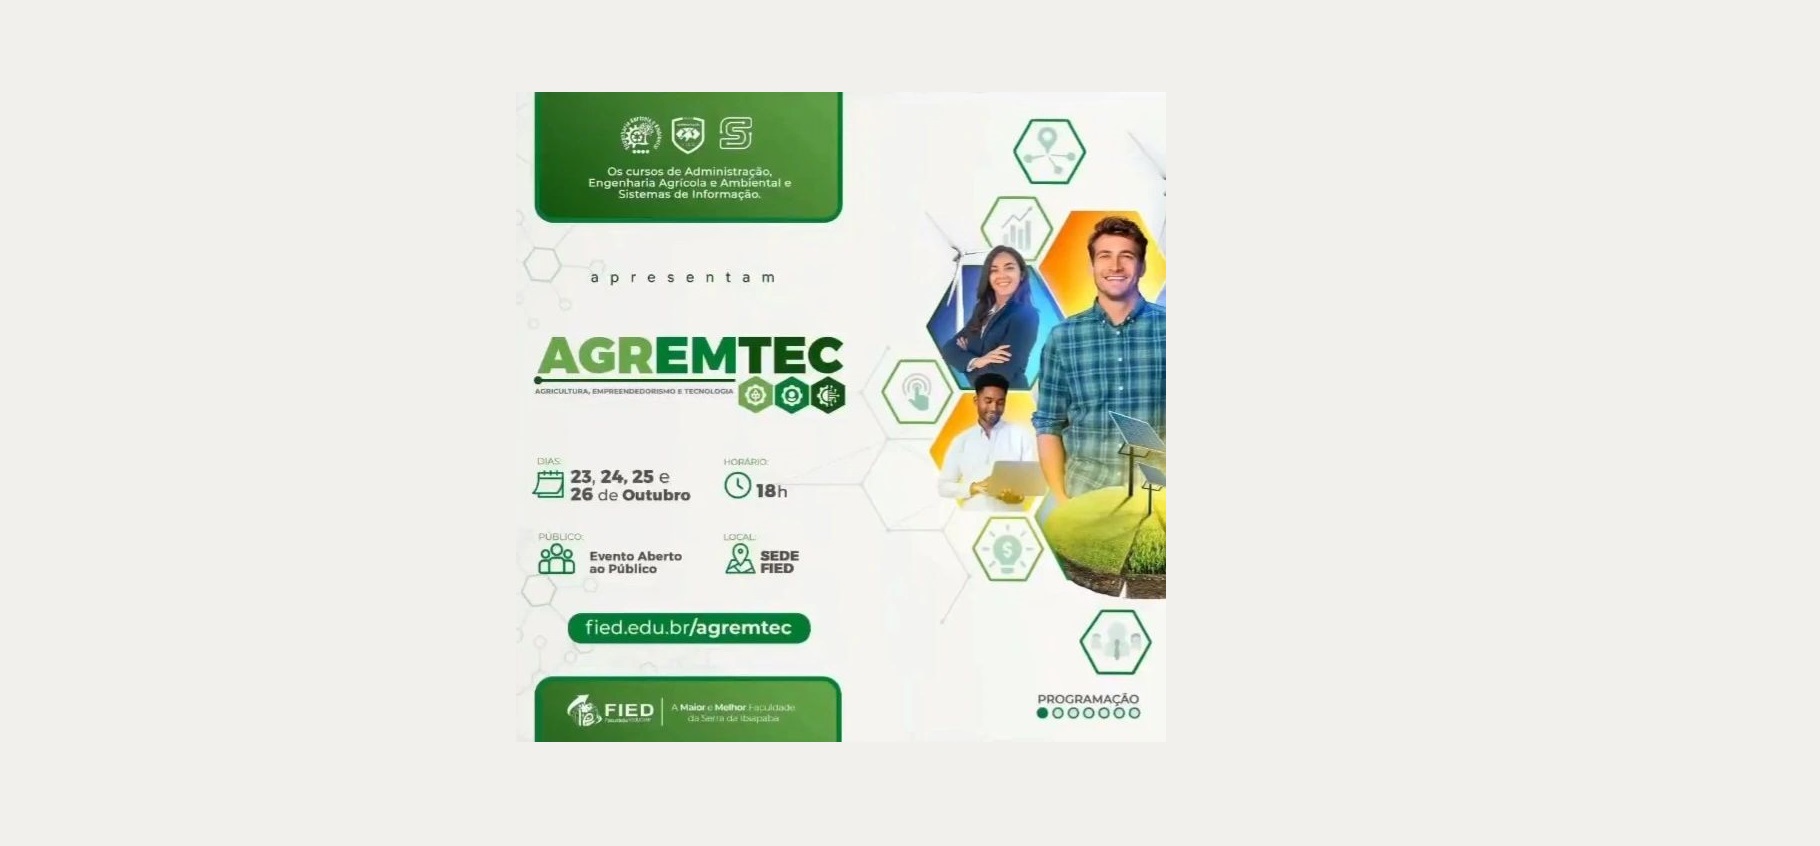 Os cursos de Administração,
Engenharia Agrícola e Ambiental e
Sistemas de Informação.
apresentam
AGREMTEC
AGRICULTURA, EMPREENDEDORISMO E TECNOLOGIA
DIAS:
23, 24, 25 e
26 de Outubro
HORÁRIO:
18h
PÚBLICO:
Evento Aberto
ao Público
LOCAL:
SEDE
FIED
fied.edu.br/agremtec
FIED
A Maior e Melhor Faculdade
da Serra da Ibiapaba
PROGRAMAÇÃO